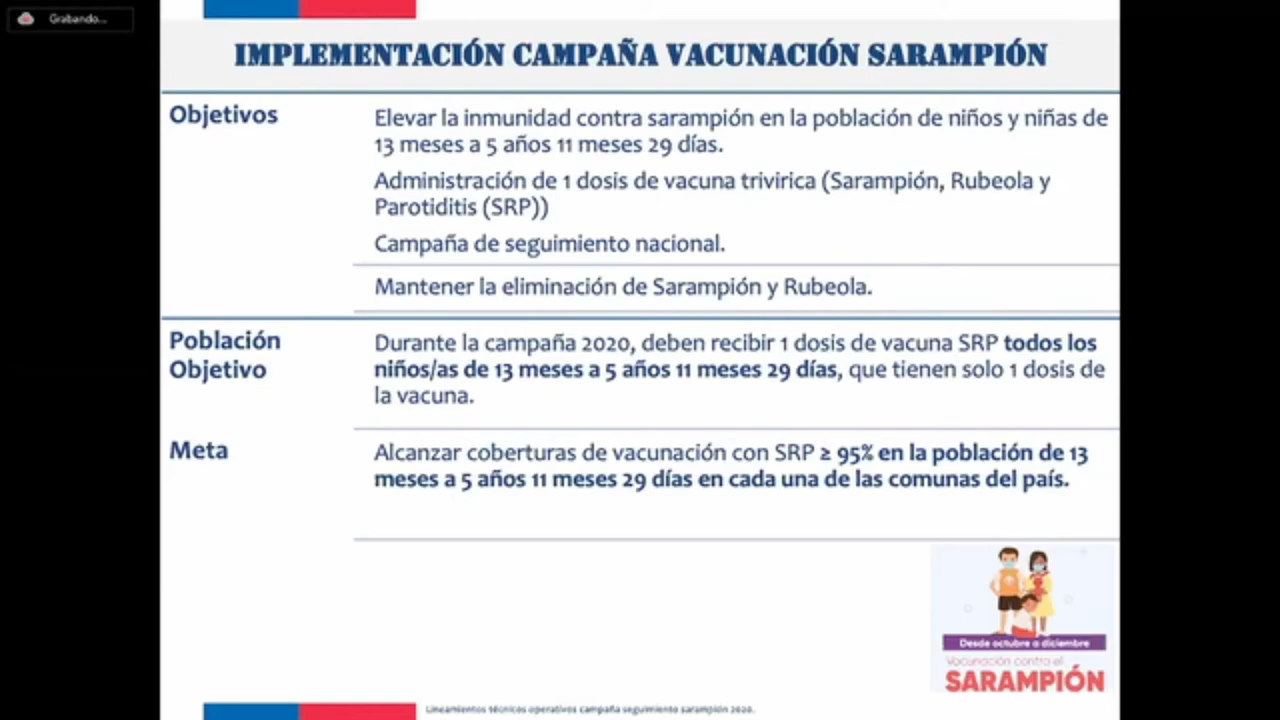 Grabando...
IMPLEMENTACIÓN CAMPAÑA VACUNACIÓN SARAMPIÓN
Objetivos
Elevar la inmunidad contra sarampión en la población de niños y niñas de
13 meses a 5 años 11 meses 29 días.
Administración de 1 dosis de vacuna trivirica (Sarampión, Rubeola y
Parotiditis (SRP))
Campaña de seguimiento nacional.
Mantener la eliminación de Sarampión y Rubeola.
Población
Objetivo
Durante la campaña 2020, deben recibir 1 dosis de vacuna SRP todos los
niños/as de 13 meses a 5 años 11 meses 29 días, que tienen solo 1 dosis de
la vacuna.
Meta
Alcanzar coberturas de vacunación con SRP ≥ 95% en la población de 13
meses a 5 años 11 meses 29 días en cada una de las comunas del país.
Desde octubre a diciembre
Vacunación contra el
SARAMPIÓN
Lineamientos técnicos operativos campaña seguimiento sarampión 2020.